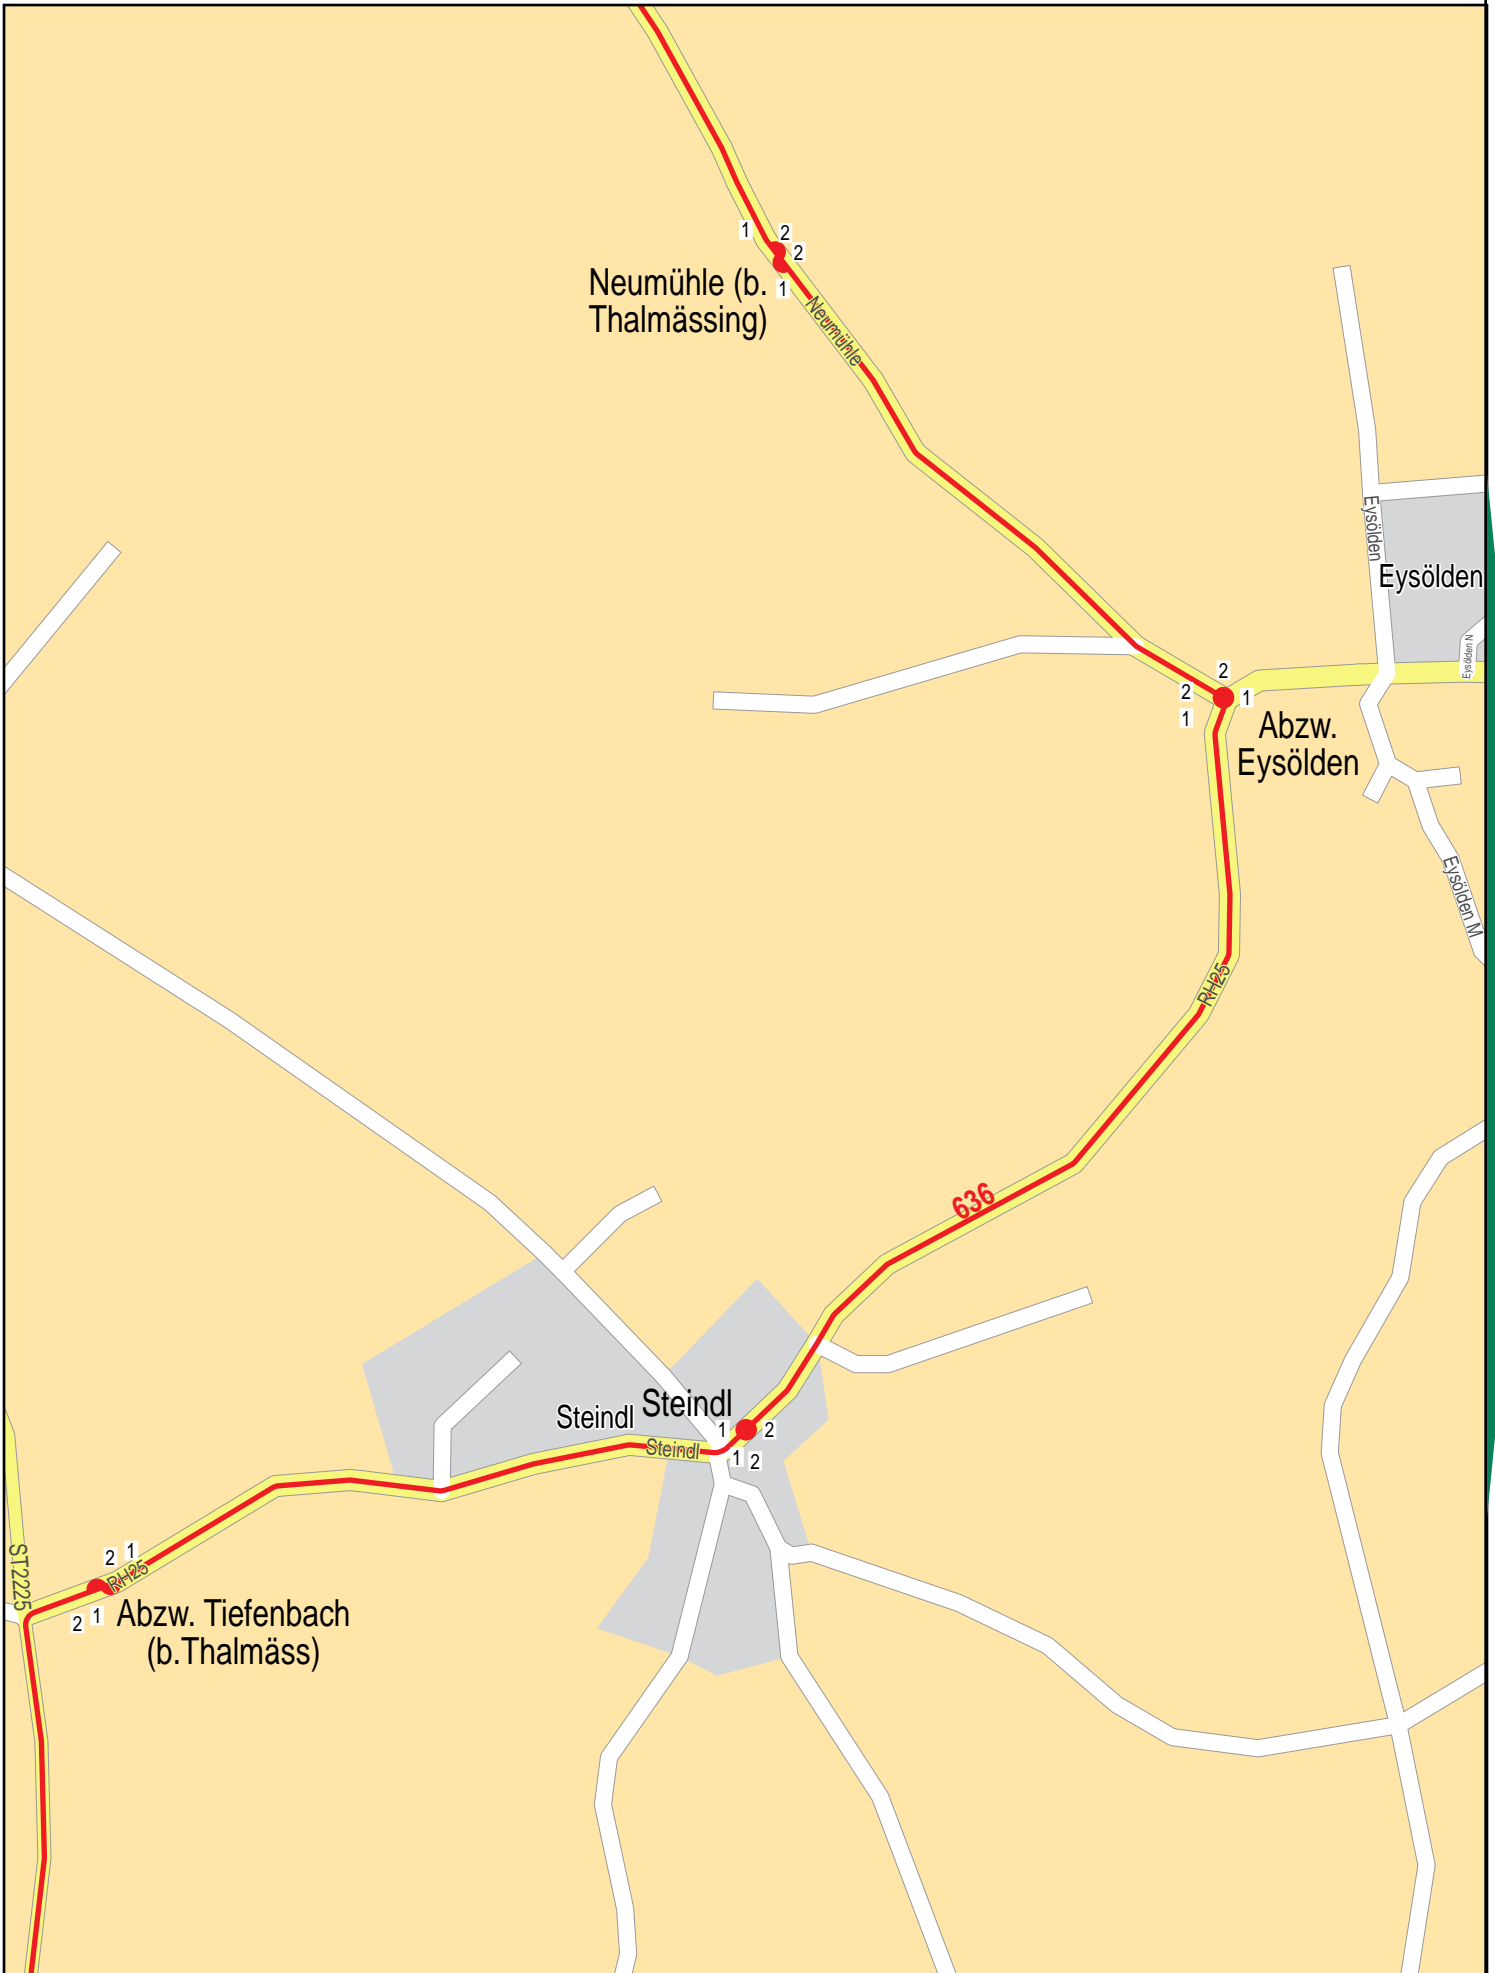 1
2
2
Neumühle (b.
1
Thalmässing)
Neumühle
Eysölden
Eysölden
Eysölden N
2
2
1
1
Abzw.
Eysölden
Eysölden M
RH25
636
Steindl
Steindl
1
2
Steindl
1
2
ST2225
2
1
RH25
2
1
Abzw. Tiefenbach
(b.Thalmäss)